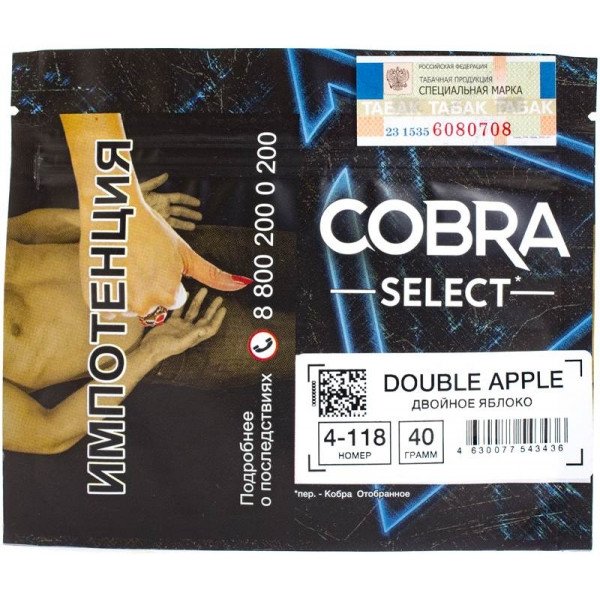 РОССИЙСКАЯ ФЕДЕРАЦИЯ
ТАБАЧНАЯ ПРОДУКЦИЯ
СПЕЦИАЛЬНАЯ МАРКА
ТАБАК ТАБАК ТАБАК
23 1535 6080708
COBRA
SELECT*
DOUBLE APPLE
ДВОЙНОЕ ЯБЛОКО
4-118
НОМЕР
40
ГРАММ
4 630077 543436
*пер. - Кобра Отобранное
ИМПОТЕНЦИЯ
Подробнее
о последствиях
8 800 200 0 200